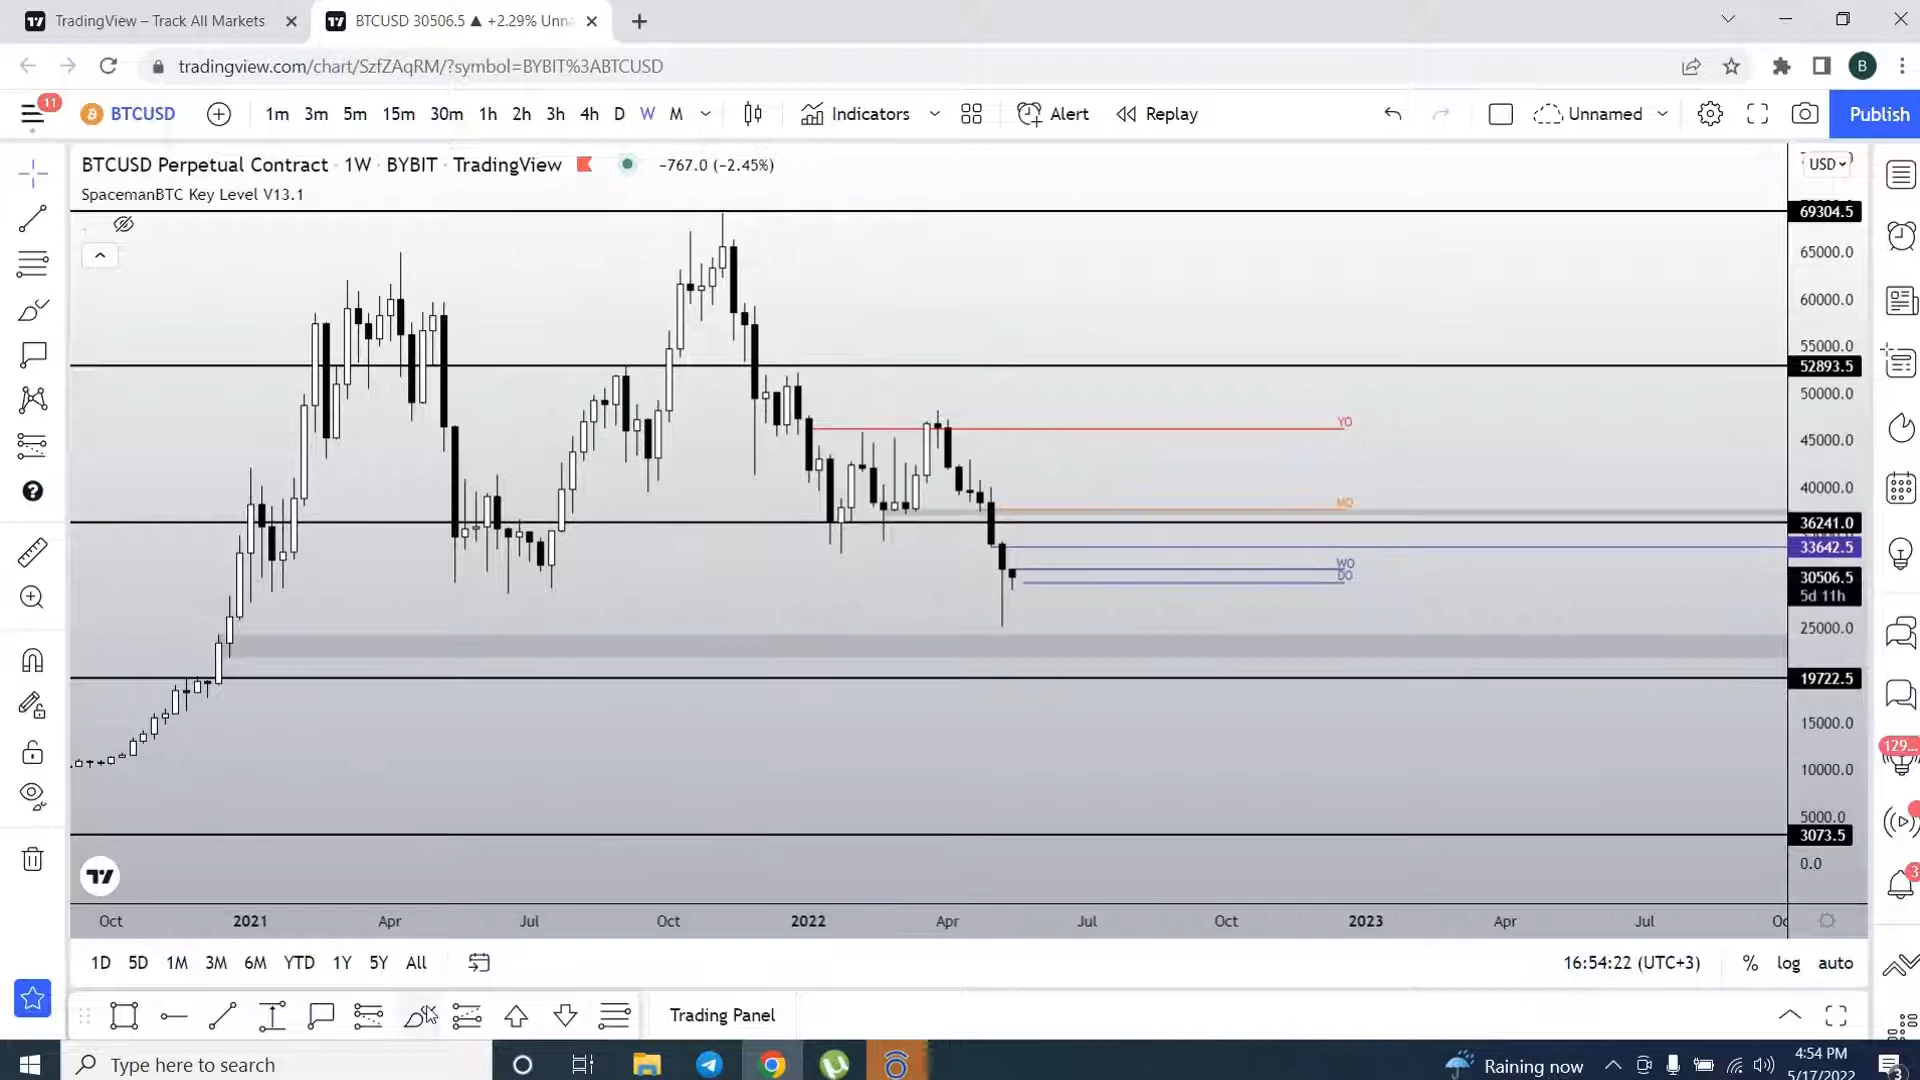 TradingView – Track All Markets
BTCUSD 30506.5 ▲ +2.29% Unna
tradingview.com/chart/SzfZAqRM/?symbol=BYBIT%3ABTCUSD
B
11
BTCUSD 1m 3m 5m 15m 30m 1h 2h 3h 4h D W M Indicators Alert Replay Unnamed Publish
BTCUSD Perpetual Contract · 1W · BYBIT · TradingView −767.0 (−2.45%)
USD
SpacemanBTC Key Level V13.1
69304.5
65000.0
60000.0
55000.0
52893.5
50000.0
YO
45000.0
40000.0
MO
36241.0
33642.5
WO
DO
30506.5
5d 11h
25000.0
19722.5
15000.0
129...
10000.0
5000.0
3073.5
0.0
3
Oct 2021 Apr Jul Oct 2022 Apr Jul Oct 2023 Apr Jul
1D 5D 1M 3M 6M YTD 1Y 5Y All 16:54:22 (UTC+3) % log auto
Trading Panel
Type here to search
Raining now
4:54 PM
5/17/2022
3